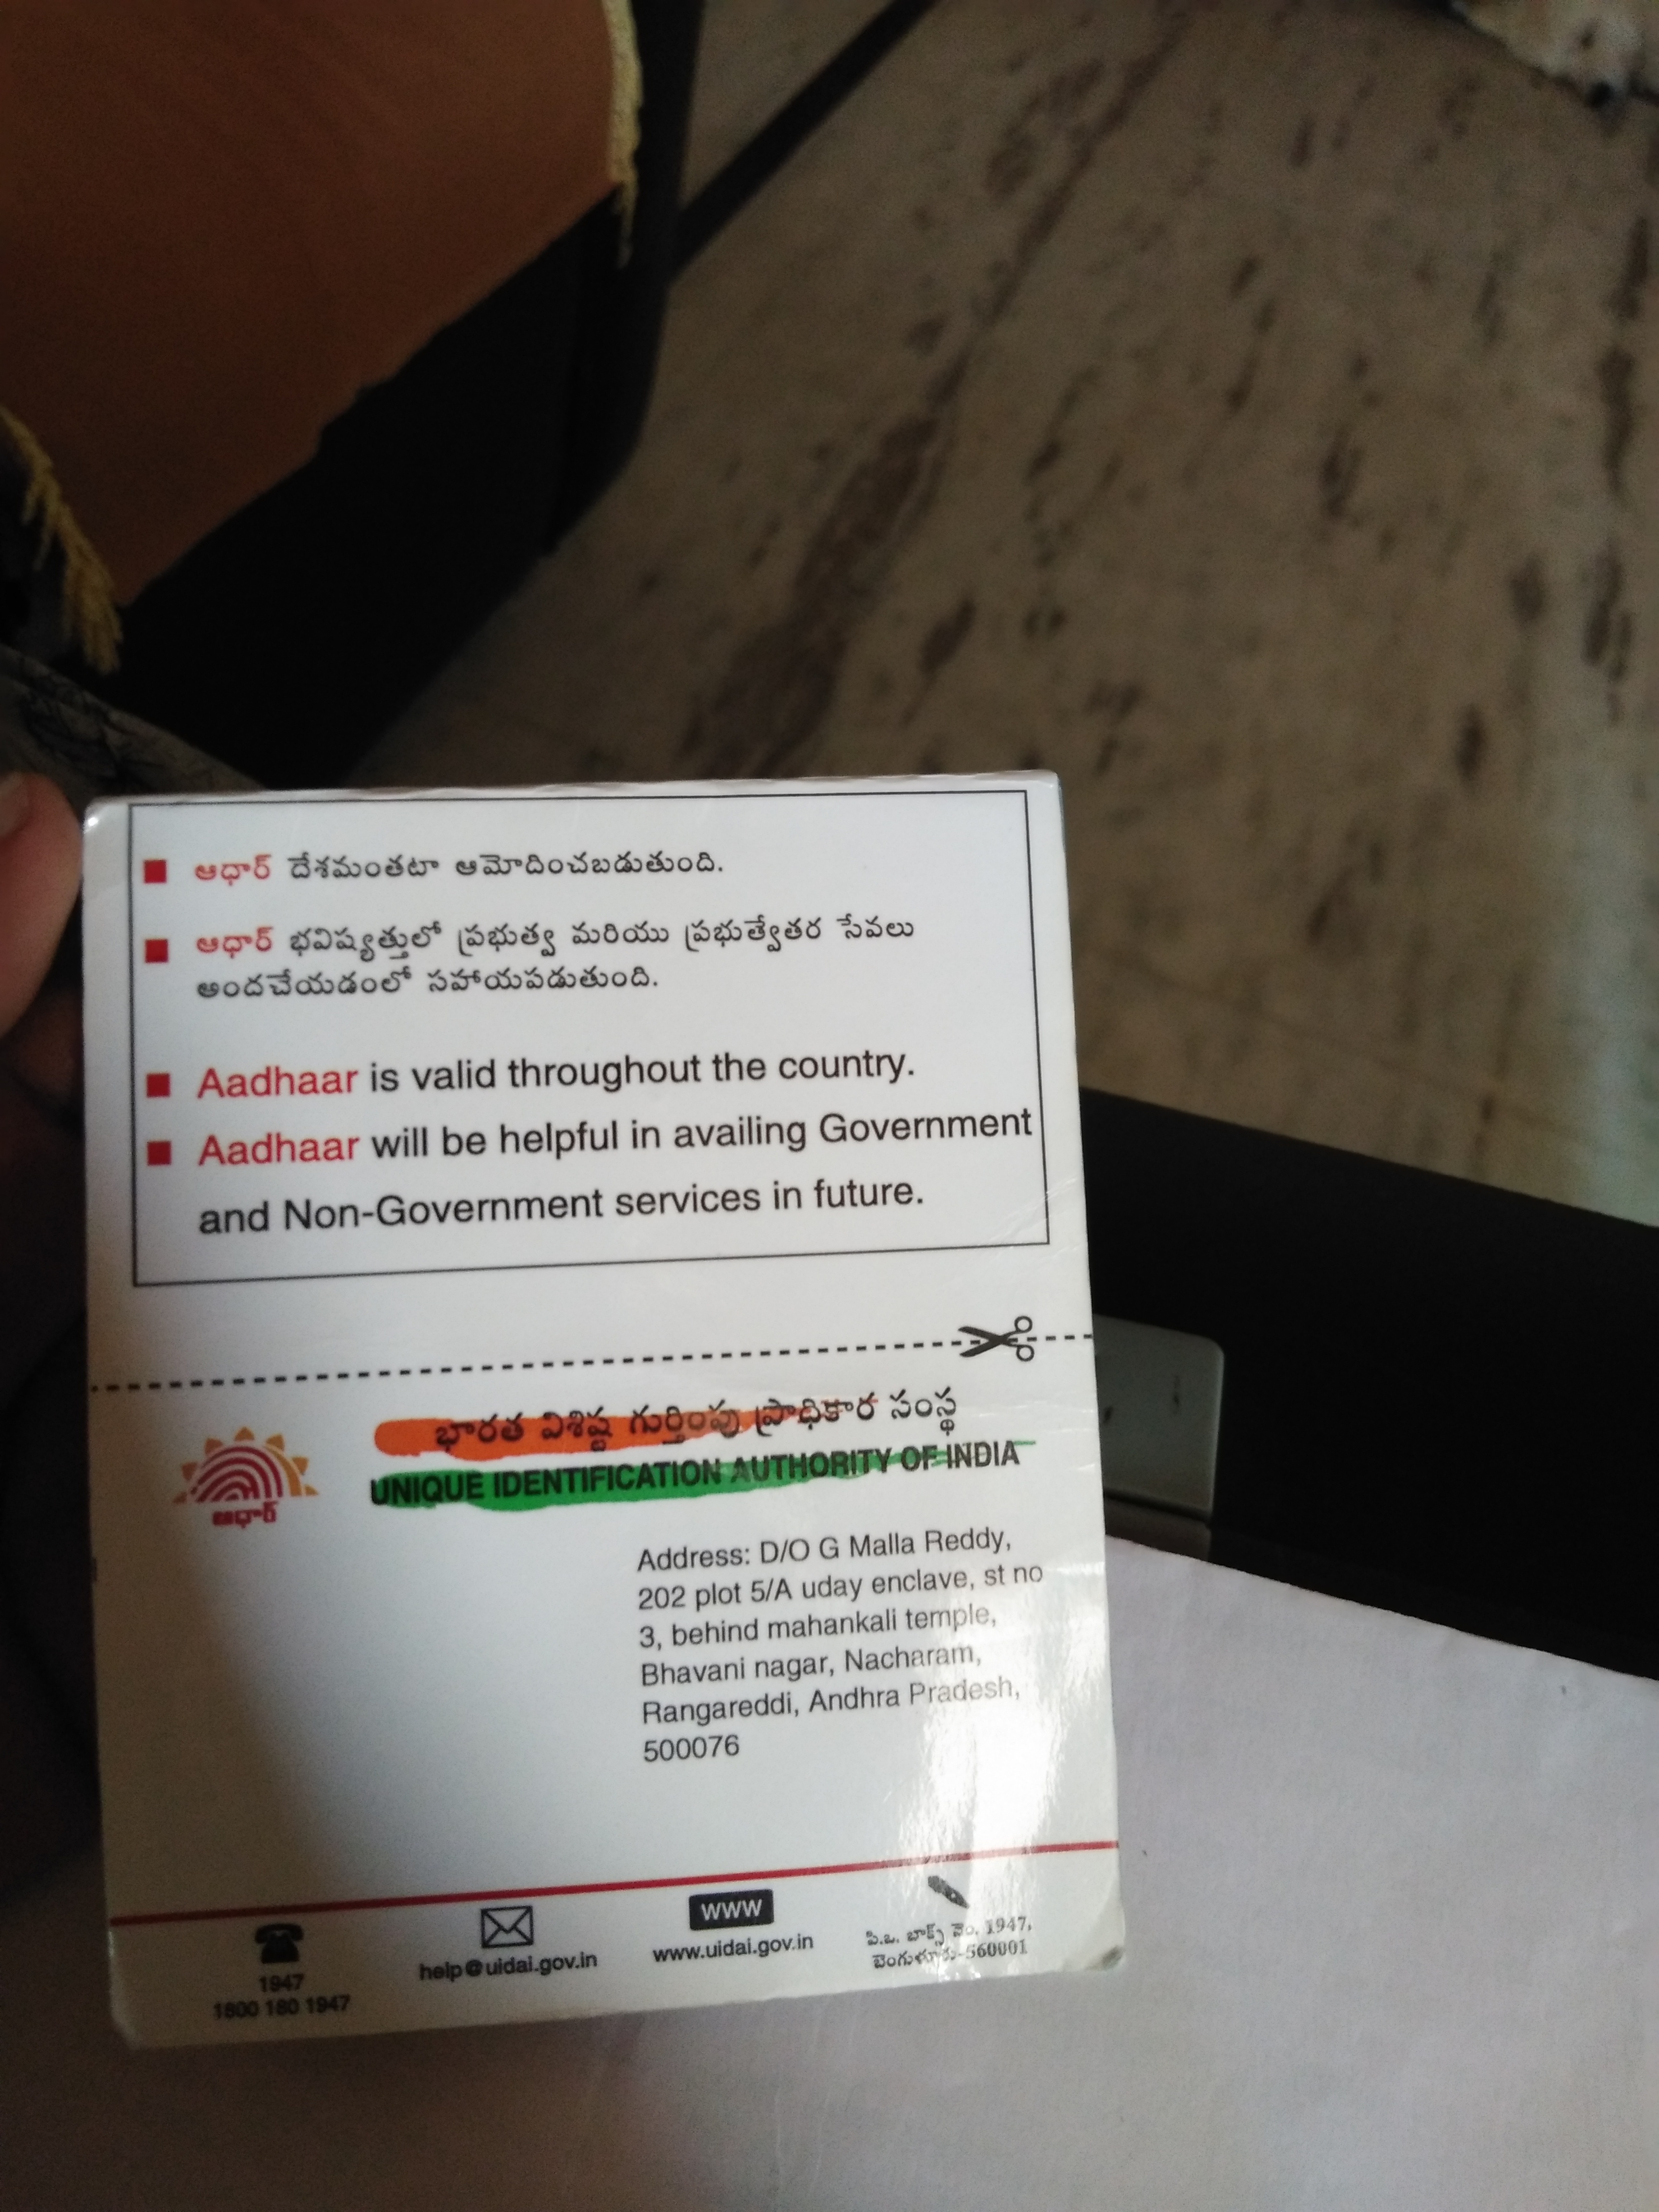 ఆధార్ దేశమంతటా ఆమోదించబడుతుంది.
ఆధార్ భవిష్యత్తులో ప్రభుత్వ మరియు ప్రభుత్వేతర సేవలు
అందచేయడంలో సహాయపడుతుంది.
Aadhaar is valid throughout the country.
Aadhaar will be helpful in availing Government
and Non-Government services in future.
భారత విశిష్ట గుర్తింపు ప్రాధికార సంస్థ
UNIQUE IDENTIFICATION AUTHORITY OF INDIA
ఆధార్
Address: D/O G Malla Reddy,
202 plot 5/A uday enclave, st no
3, behind mahankali temple,
Bhavani nagar, Nacharam,
Rangareddi, Andhra Pradesh,
500076
1947
1800 180 1947
help@uidai.gov.in
WWW
www.uidai.gov.in
పి.ఒ. బాక్స్ నెం. 1947,
బెంగుళూరు-560001